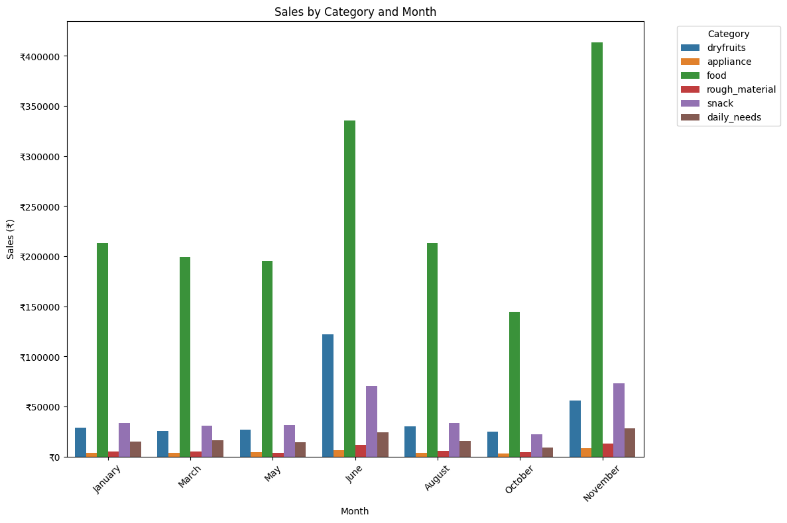 Sales by Category and Month
Category
dryfruits
appliance
food
rough_material
snack
daily_needs
₹400000
₹350000
₹300000
₹250000
₹200000
₹150000
₹100000
₹50000
₹0
Sales (₹)
January
March
May
June
August
October
November
Month